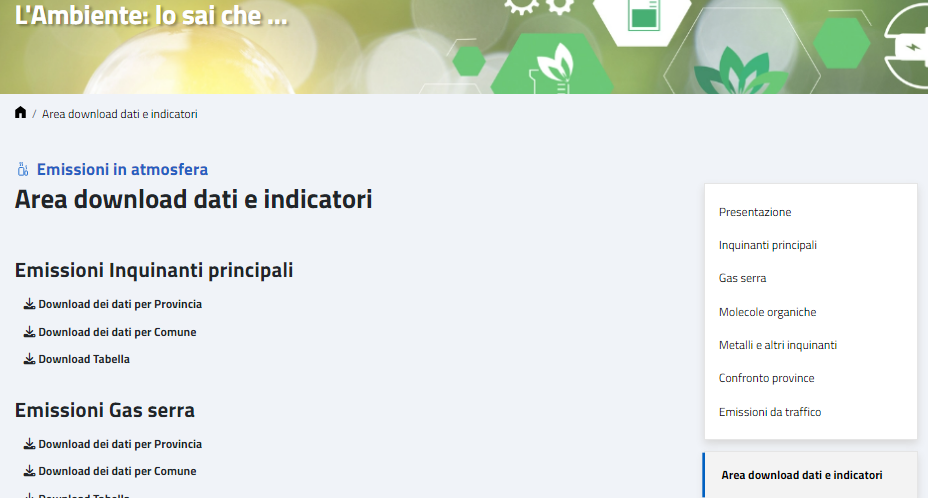 L'Ambiente: lo sai che ...
/ Area download dati e indicatori
Emissioni in atmosfera
Area download dati e indicatori
Emissioni Inquinanti principali
Download dei dati per Provincia
Download dei dati per Comune
Download Tabella
Emissioni Gas serra
Download dei dati per Provincia
Download dei dati per Comune
Download Tabella
Presentazione
Inquinanti principali
Gas serra
Molecole organiche
Metalli e altri inquinanti
Confronto province
Emissioni da traffico
Area download dati e indicatori